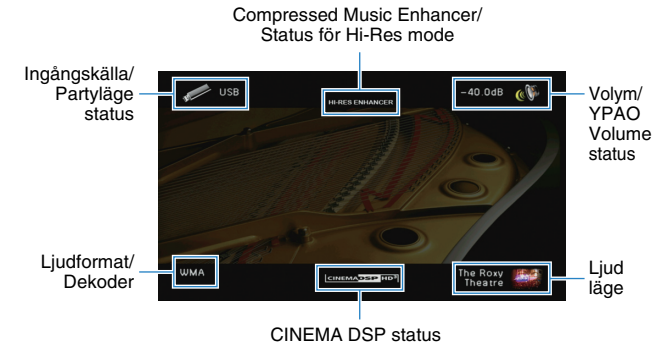 Compressed Music Enhancer/
Status för Hi-Res mode
Ingångskälla/
Partyläge
status
USB
HI-RES ENHANCER
-40.0dB
Volym/
YPAO
Volume
status
Ljudformat/
Dekoder
WMA
CINEMA DSP HD³
The Roxy
Theatre
Ljud
läge
CINEMA DSP status